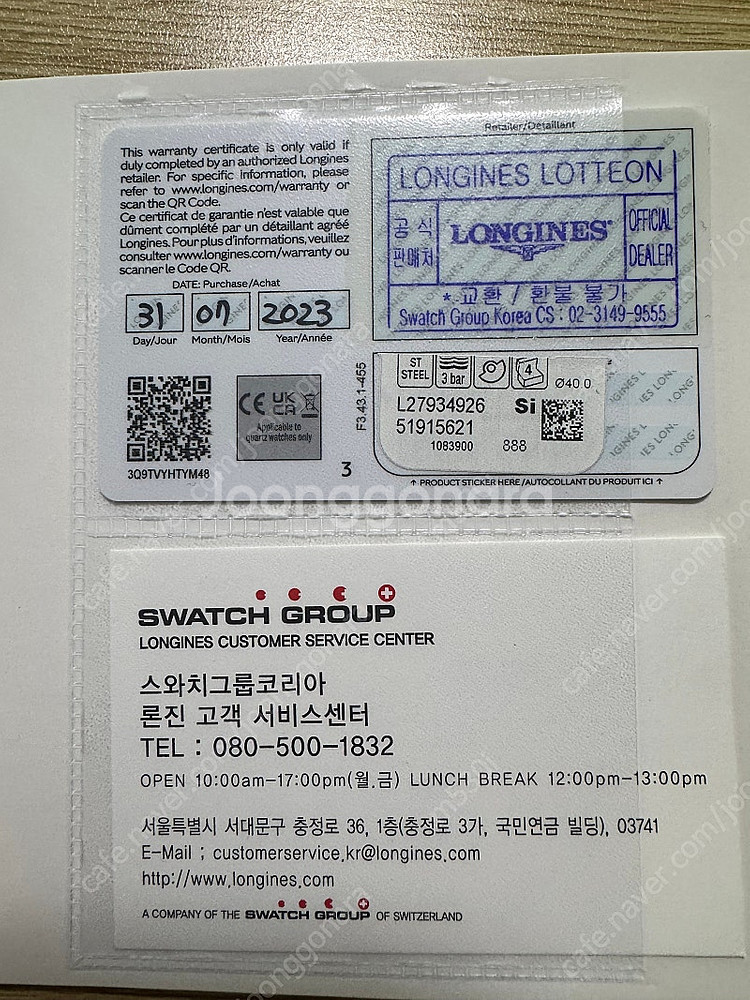 This warranty certificate is only valid if
duly completed by an authorized Longines
retailer. For specific information, please
refer to www.longines.com/warranty or
scan the QR Code.
Ce certificat de garantie n'est valable que
dûment complété par un détaillant agréé
Longines. Pour plus d'informations, veuillez
consulter www.longines.com/warranty ou
scanner le Code QR.
DATE: Purchase/Achat
31 07 2023
Day/Jour Month/Mois Year/Année
CE UK CA
Applicable to
quartz watches only
3Q9TVYHTYM48
3
F3.43.1-455
Retailer/Détaillant
LONGINES LOTTEON
공식
판매처
LONGINES
OFFICIAL
DEALER
* 교환 / 환불 불가
Swatch Group Korea CS : 02-3149-9555
ST
STEEL
3 bar
4
Ø40.0
L27934926 Si
51915621
1083900 888
↑ PRODUCT STICKER HERE / AUTOCOLLANT DU PRODUIT ICI ↑
Joonggonara
SWATCH GROUP
LONGINES CUSTOMER SERVICE CENTER
스와치그룹코리아
론진 고객 서비스센터
TEL : 080-500-1832
OPEN 10:00am-17:00pm(월.금) LUNCH BREAK 12:00pm-13:00pm
서울특별시 서대문구 충정로 36, 1층(충정로 3가, 국민연금 빌딩), 03741
E-Mail ; customerservice.kr@longines.com
http://www.longines.com
A COMPANY OF THE SWATCH GROUP OF SWITZERLAND